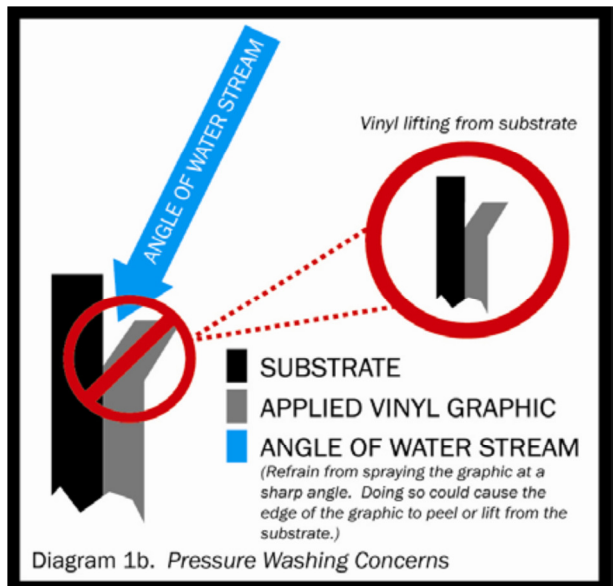 ANGLE OF WATER STREAM
Vinyl lifting from substrate
SUBSTRATE
APPLIED VINYL GRAPHIC
ANGLE OF WATER STREAM
(Refrain from spraying the graphic at a
sharp angle. Doing so could cause the
edge of the graphic to peel or lift from the
substrate.)
Diagram 1b. Pressure Washing Concerns